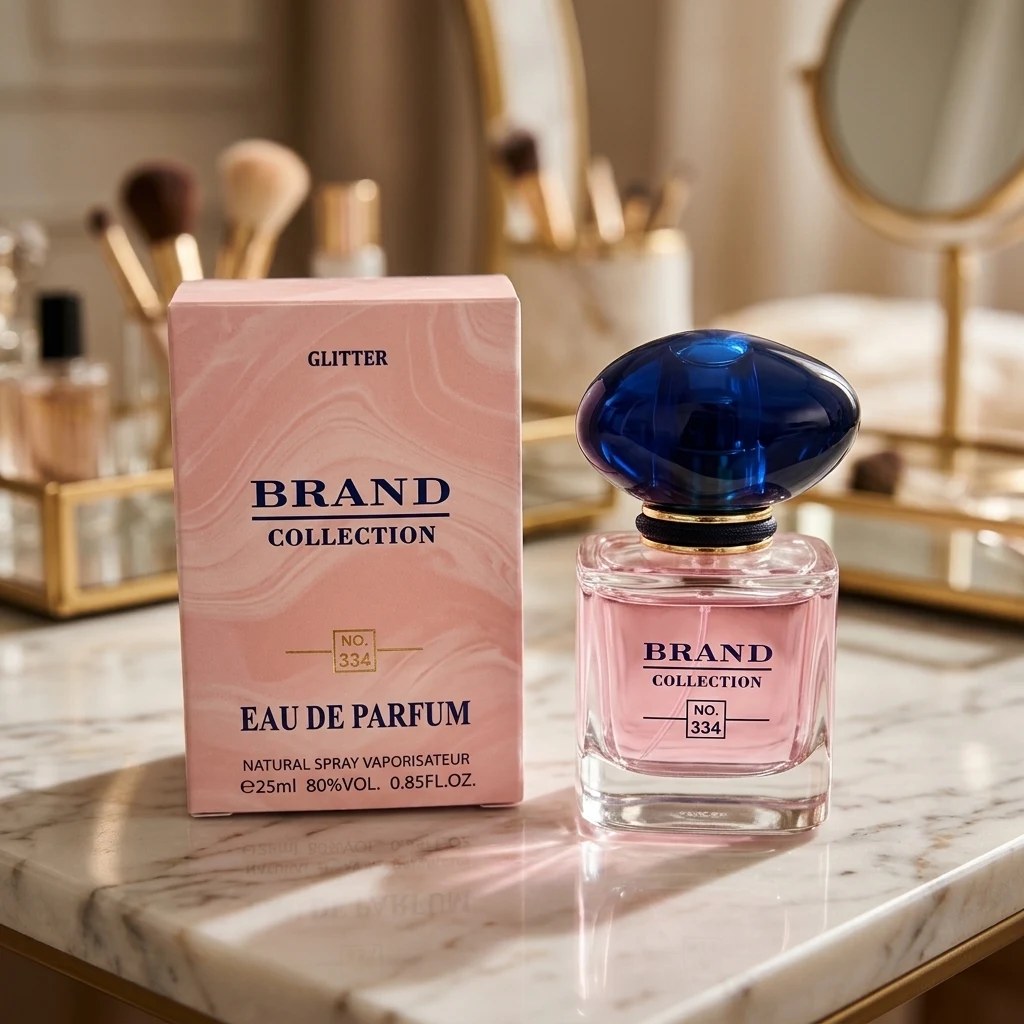 GLITTER
BRAND
COLLECTION
NO.
334
EAU DE PARFUM
NATURAL SPRAY VAPORISATEUR
℮25ml 80%VOL. 0.85FL.OZ.
BRAND
COLLECTION
NO.
334